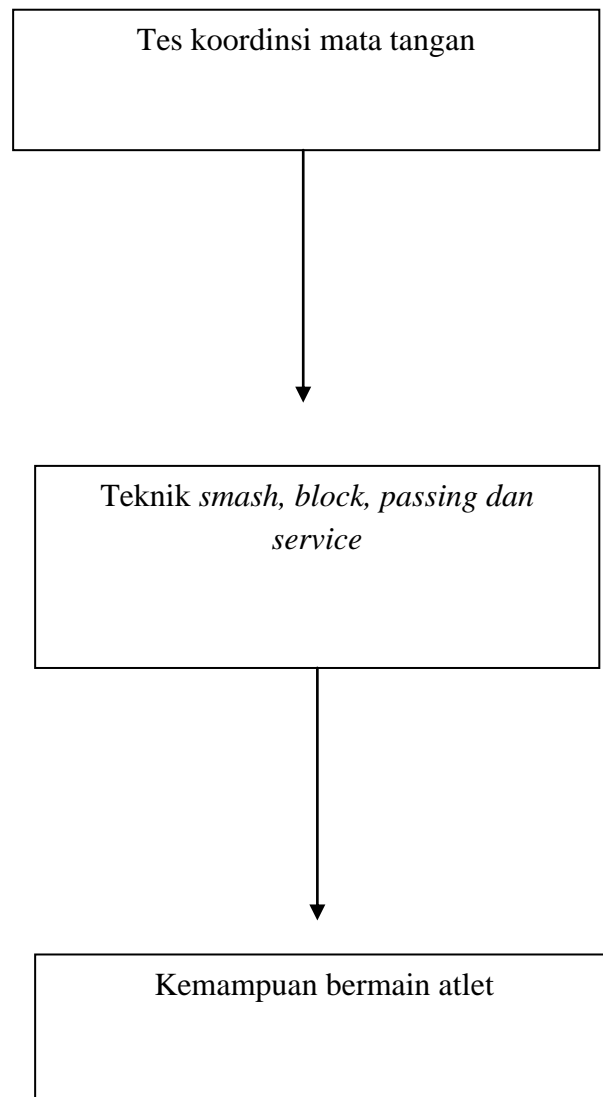 Tes koordinsi mata tangan
Teknik smash, block, passing dan
service
Kemampuan bermain atlet